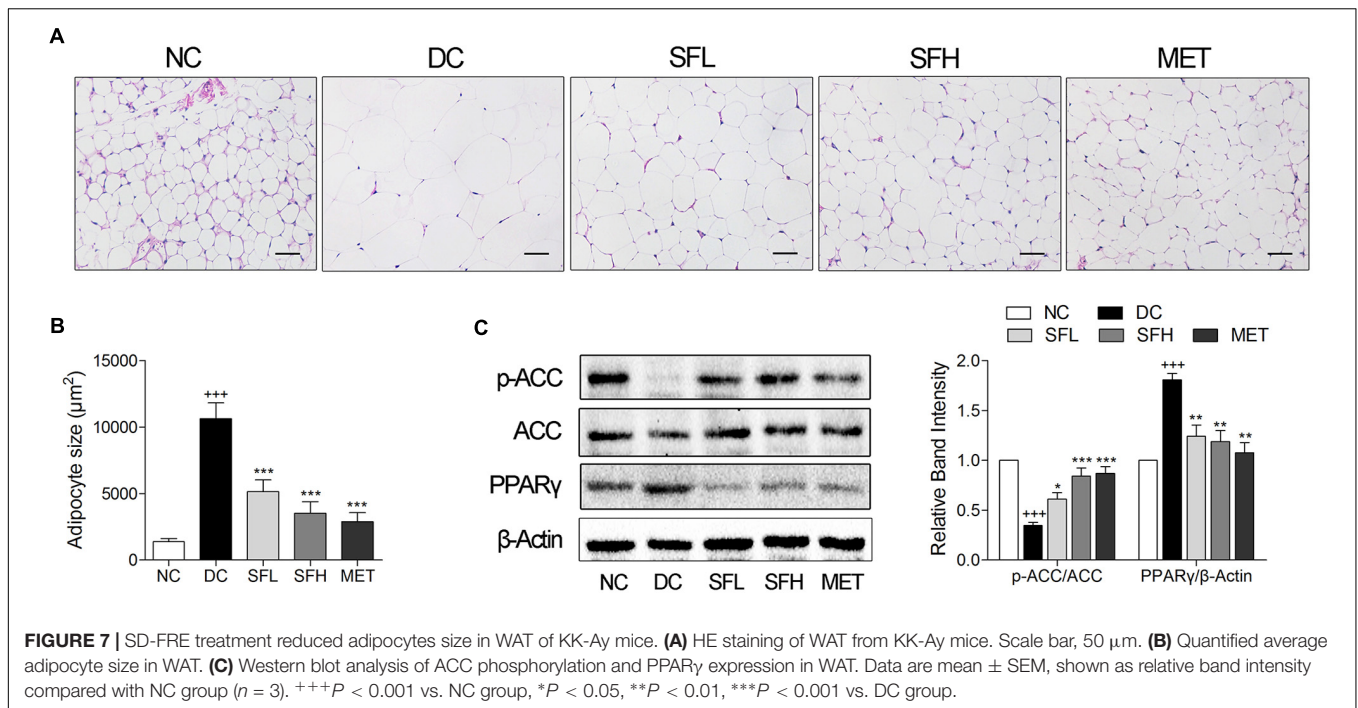 A
NC DC SFL SFH MET
B
Adipocyte size (µm²)
15000
10000
5000
0
+++
***
***
***
NC DC SFL SFH MET
C
p-ACC
ACC
PPARγ
β-Actin
NC DC SFL SFH MET
NC DC
SFL SFH MET
Relative Band Intensity
2.0
1.5
1.0
0.5
0.0
+++
*
***
***
+++
**
**
**
p-ACC/ACC PPARγ/β-Actin
FIGURE 7 | SD-FRE treatment reduced adipocytes size in WAT of KK-Ay mice. (A) HE staining of WAT from KK-Ay mice. Scale bar, 50 µm. (B) Quantified average
adipocyte size in WAT. (C) Western blot analysis of ACC phosphorylation and PPARγ expression in WAT. Data are mean ± SEM, shown as relative band intensity
compared with NC group (n = 3). +++P < 0.001 vs. NC group, *P < 0.05, **P < 0.01, ***P < 0.001 vs. DC group.